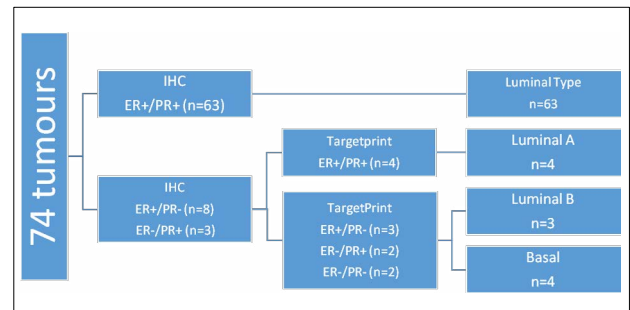 74 tumours
IHC
ER+/PR+ (n=63)
Luminal Type
n=63
IHC
ER+/PR- (n=8)
ER-/PR+ (n=3)
Targetprint
ER+/PR+ (n=4)
Luminal A
n=4
TargetPrint
ER+/PR- (n=3)
ER-/PR+ (n=2)
ER-/PR- (n=2)
Luminal B
n=3
Basal
n=4